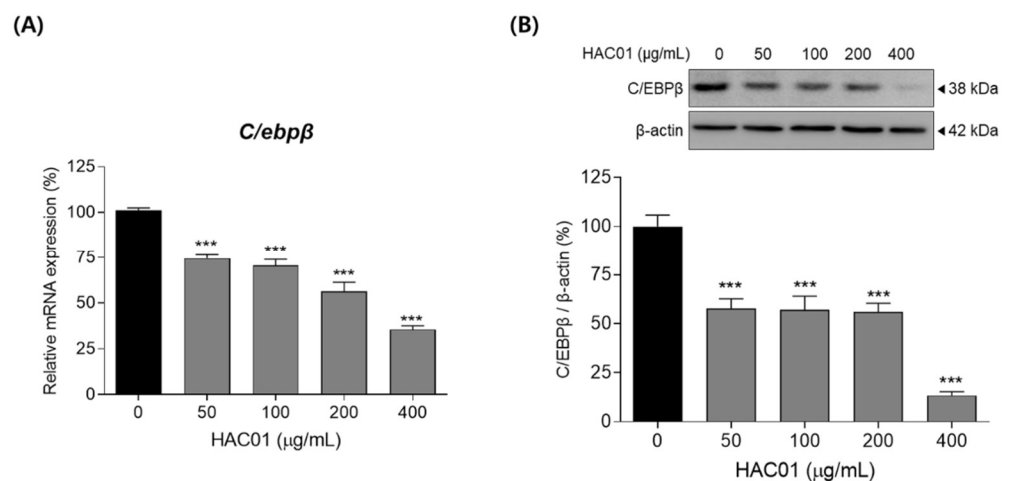 (A)
C/ebpβ
Relative mRNA expression (%)
125
100
75
50
25
0
***
***
***
***
0 50 100 200 400
HAC01 (μg/mL)
(B)
HAC01 (μg/mL) 0 50 100 200 400
C/EBPβ ◄38 kDa
β-actin ◄42 kDa
C/EBPβ / β-actin (%)
125
100
75
50
25
0
***
***
***
***
0 50 100 200 400
HAC01 (μg/mL)